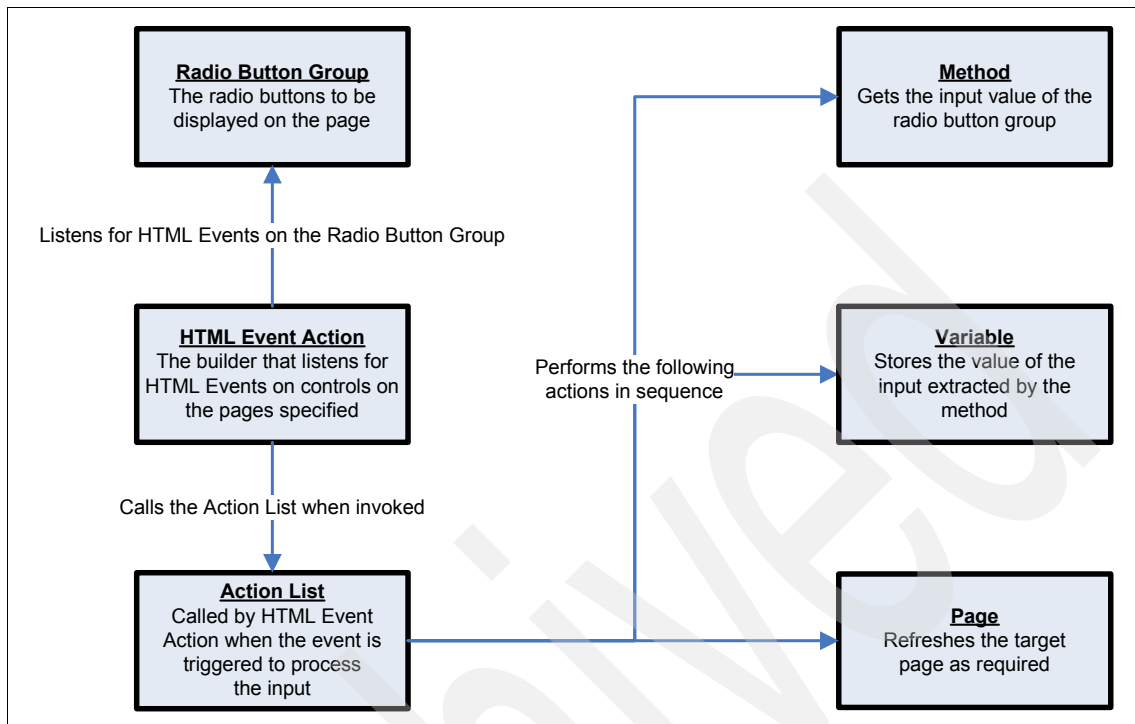 Radio Button Group
The radio buttons to be
displayed on the page
Listens for HTML Events on the Radio Button Group
HTML Event Action
The builder that listens for
HTML Events on controls on
the pages specified
Calls the Action List when invoked
Action List
Called by HTML Event
Action when the event is
triggered to process
the input
Performs the following
actions in sequence
Method
Gets the input value of the
radio button group
Variable
Stores the value of the
input extracted by the
method
Page
Refreshes the target
page as required
hived